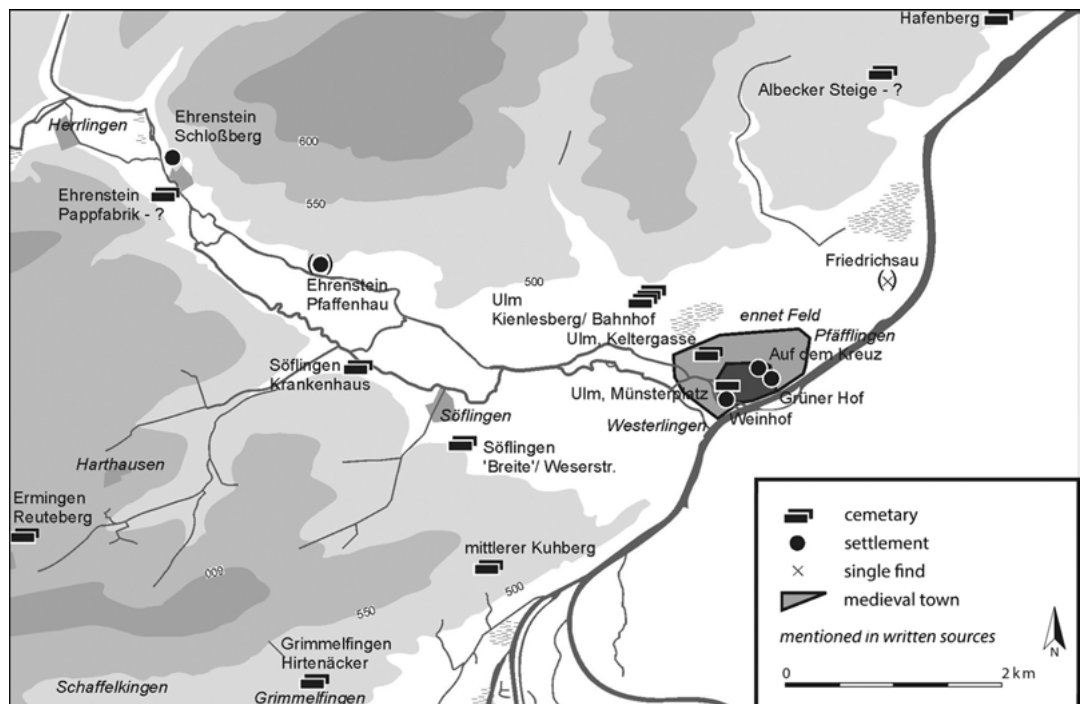 Hafenberg
Albecker Steige - ?
Herrlingen
Ehrenstein
Schloßberg
600
Ehrenstein
Pappfabrik - ?
550
Friedrichsau
(×)
Ehrenstein
Pfaffenhau
500
Ulm
Kienlesberg/ Bahnhof
ennet Feld
Pfäfflingen
Ulm, Keltergasse
Auf dem Kreuz
Söflingen
Krankenhaus
Ulm, Münsterplatz
Grüner Hof
Söflingen
Westerlingen
Weinhof
Harthausen
Söflingen
'Breite'/ Weserstr.
Ermingen
Reuteberg
mittlerer Kuhberg
600
500
550
Grimmelfingen
Hirtenäcker
Schaffelkingen
Grimmelfingen
cemetary
settlement
single find
medieval town
mentioned in written sources
N
0
2 km